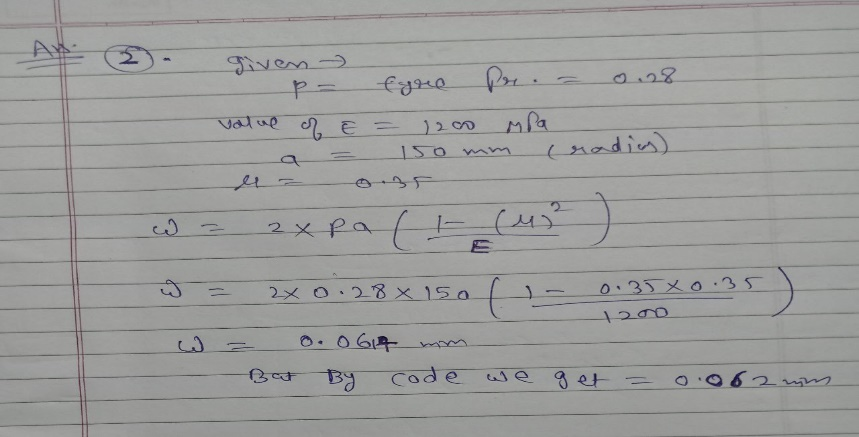 Ans. (2). given →
P = tyre Pr. = 0.28
value of E = 1200 MPa
a = 150 mm (radius)
μ = 0.35
ω = 2 × Pa ( 1 - (μ)² / E )
ω = 2 × 0.28 × 150 ( 1 - 0.35 × 0.35 / 1200 )
ω = 0.0614 mm
But By code we get = 0.062 mm